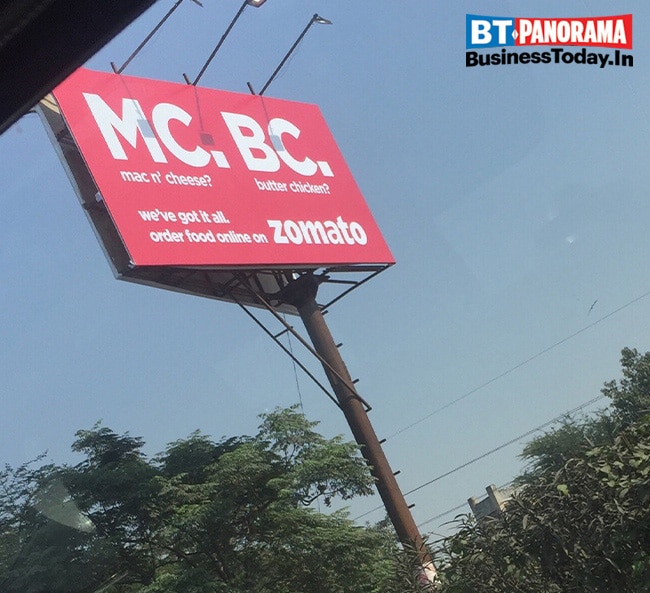 BT PANORAMA
BusinessToday.In
MC. BC.
mac n' cheese? butter chicken?
we've got it all.
order food online on zomato